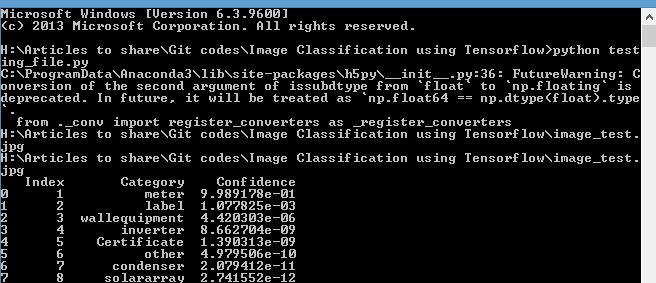 Microsoft Windows [Version 6.3.9600]
(c) 2013 Microsoft Corporation. All rights reserved.
H:\Articles to share\Git codes\Image Classification using Tensorflow>python test
ing_file.py
C:\ProgramData\Anaconda3\lib\site-packages\h5py\__init__.py:36: FutureWarning: C
onversion of the second argument of issubdtype from `float` to `np.floating` is
deprecated. In future, it will be treated as `np.float64 == np.dtype(float).type
`.
  from ._conv import register_converters as _register_converters
H:\Articles to share\Git codes\Image Classification using Tensorflow\image_test.
jpg
H:\Articles to share\Git codes\Image Classification using Tensorflow\image_test.
jpg
   Index       Category    Confidence
0      1          meter  9.989178e-01
1      2          label  1.077825e-03
2      3  wallequipment  4.420303e-06
3      4       inverter  8.662704e-09
4      5    Certificate  1.390313e-09
5      6          other  4.979506e-10
6      7      condenser  2.079412e-11
7      8     solararray  2.741552e-12